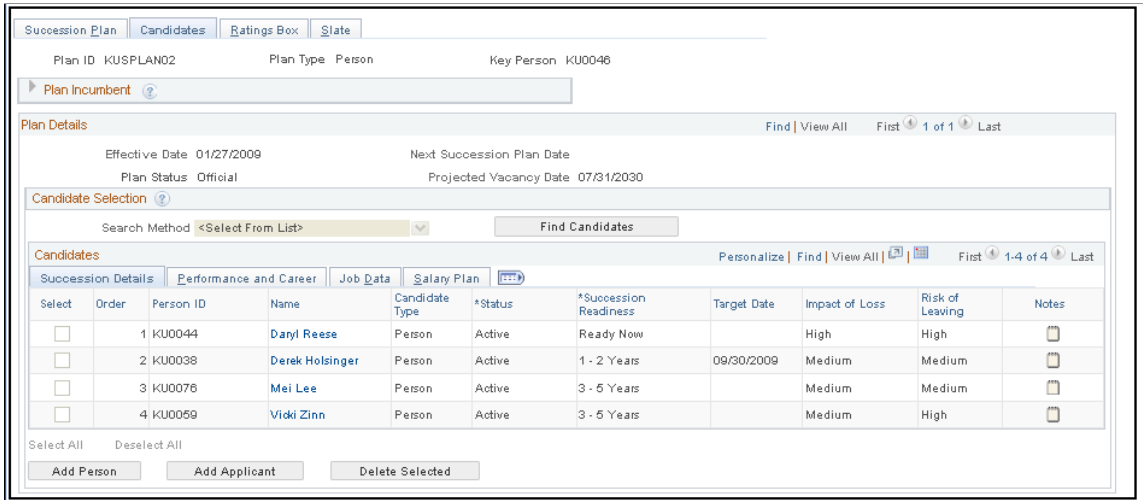 Succession Plan Candidates Ratings Box Slate
Plan ID KUSPLAN02 Plan Type Person Key Person KU0046
Plan Incumbent ?
Plan Details Find | View All First 1 of 1 Last
Effective Date 01/27/2009 Next Succession Plan Date
Plan Status Official Projected Vacancy Date 07/31/2030
Candidate Selection ?
Search Method <Select From List> Find Candidates
Candidates Personalize | Find | View All | | First 1-4 of 4 Last
Succession Details Performance and Career Job Data Salary Plan
Select Order Person ID Name Candidate Type *Status *Succession Readiness Target Date Impact of Loss Risk of Leaving Notes
1 KU0044 Daryl Reese Person Active Ready Now High High
2 KU0038 Derek Holsinger Person Active 1 - 2 Years 09/30/2009 Medium Medium
3 KU0076 Mei Lee Person Active 3 - 5 Years Medium Medium
4 KU0059 Vicki Zinn Person Active 3 - 5 Years Medium High
Select All Deselect All
Add Person Add Applicant Delete Selected